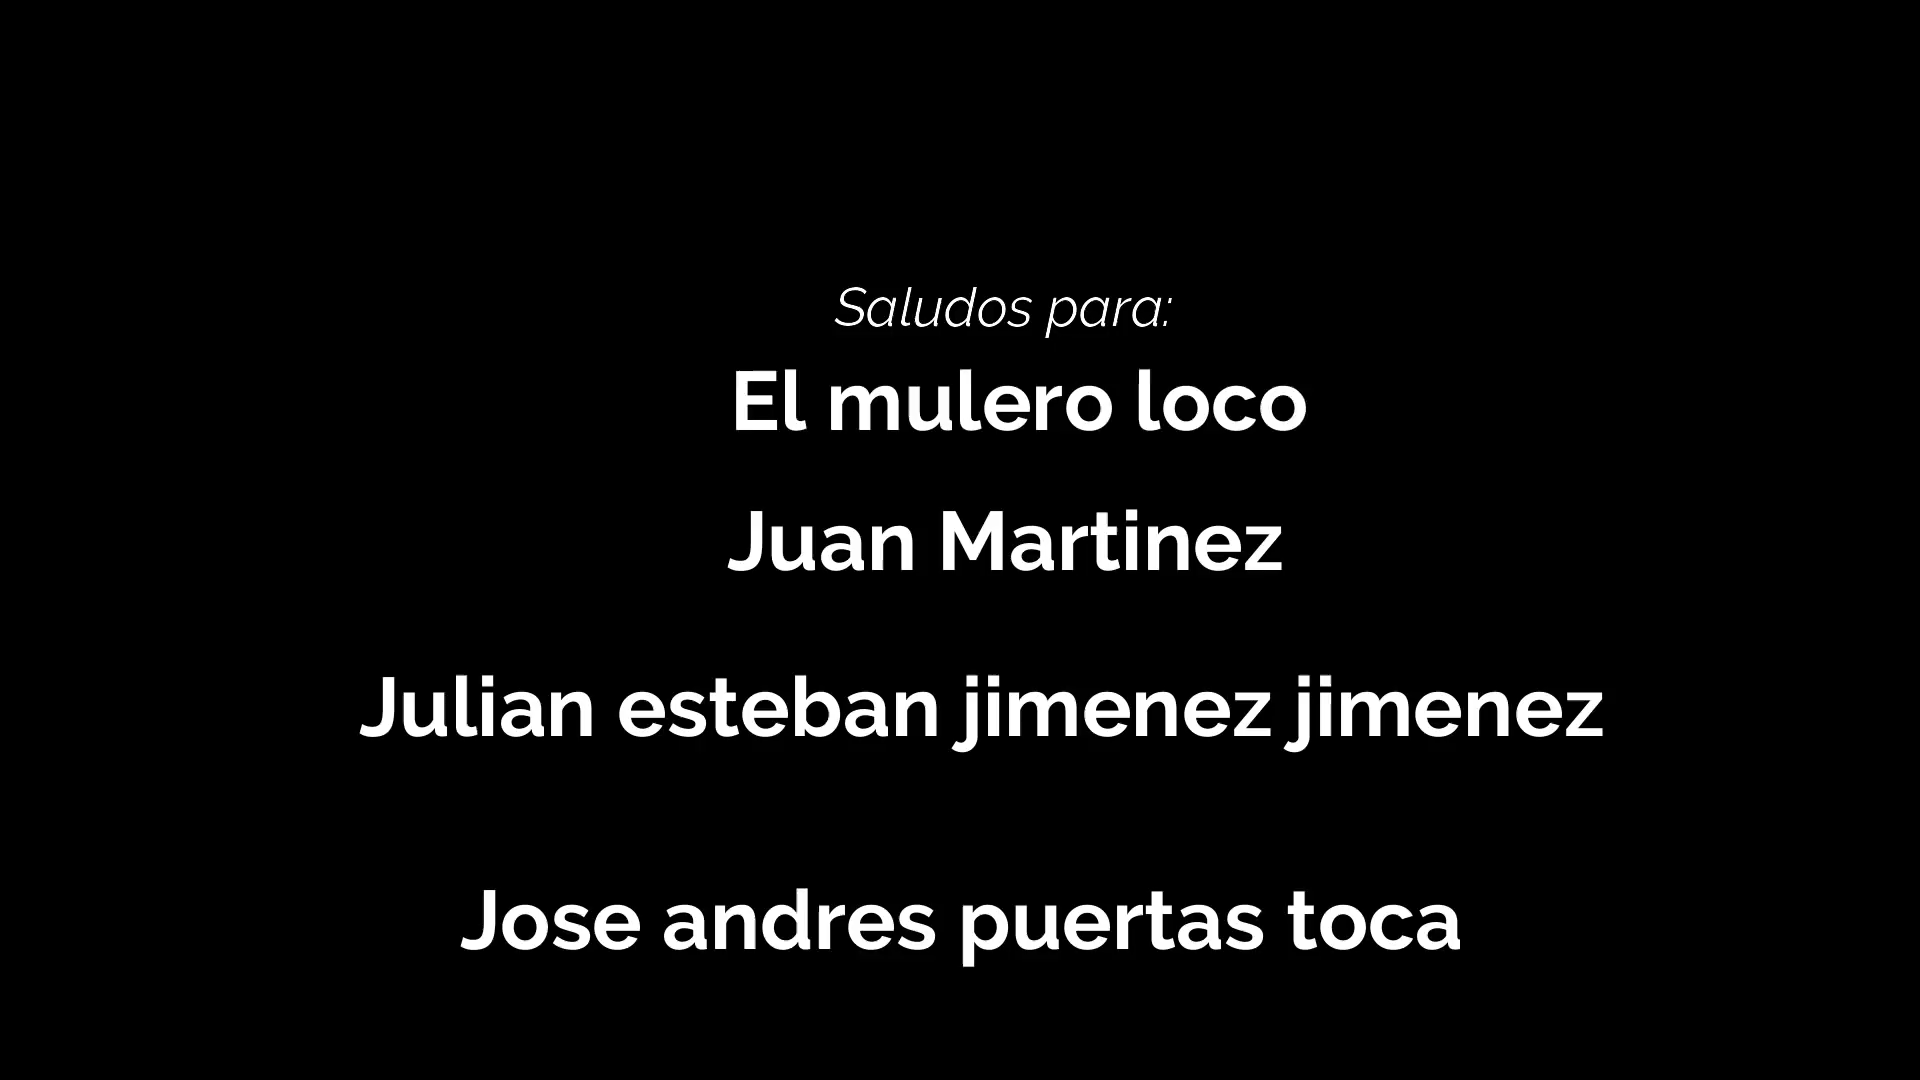 Saludos para:
El mulero loco
Juan Martinez
Julian esteban jimenez jimenez
Jose andres puertas toca